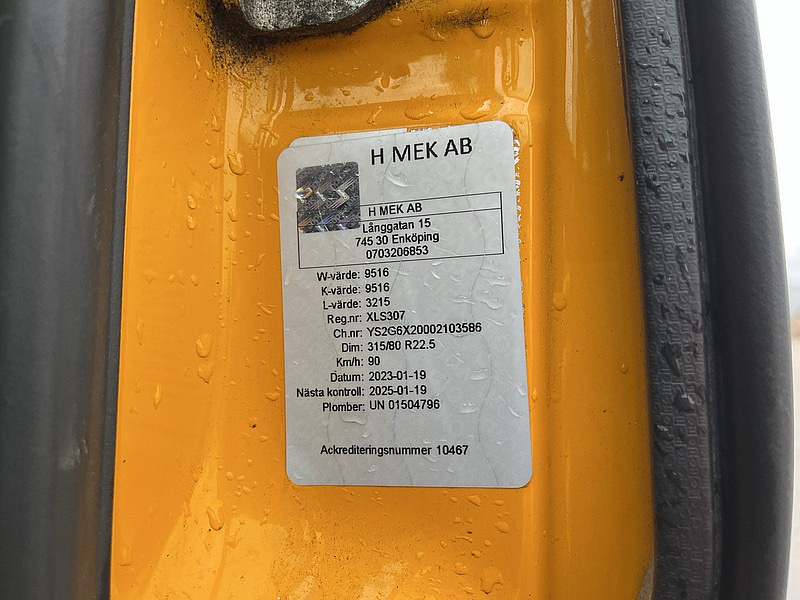 H MEK AB
H MEK AB
Långgatan 15
745 30 Enköping
0703206853
W-värde: 9516
K-värde: 9516
L-värde: 3215
Reg.nr: XLS307
Ch.nr: YS2G6X20002103586
Dim: 315/80 R22.5
Km/h: 90
Datum: 2023-01-19
Nästa kontroll: 2025-01-19
Plomber: UN 01504796
Ackrediteringsnummer 10467